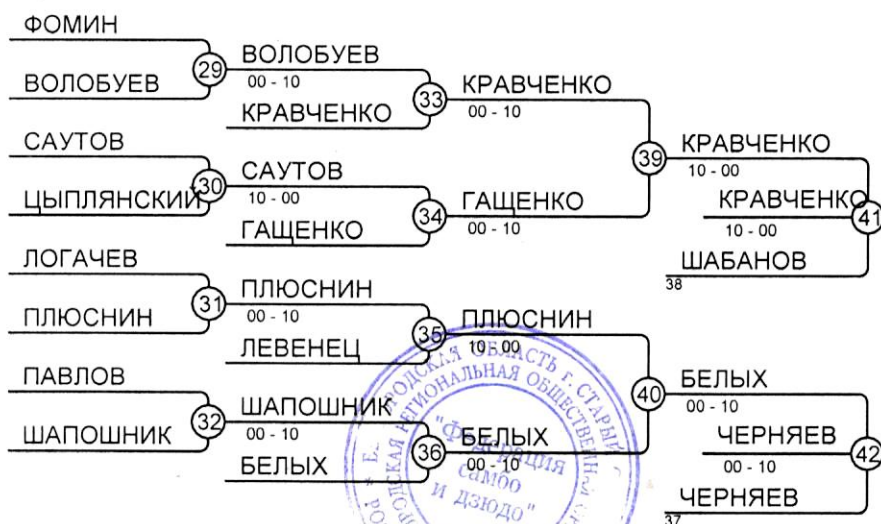 ФОМИН
29
ВОЛОБУЕВ
00 - 10
ВОЛОБУЕВ
33
КРАВЧЕНКО
00 - 10
КРАВЧЕНКО
САУТОВ
39
КРАВЧЕНКО
10 - 00
30
САУТОВ
10 - 00
ЦЫПЛЯНСКИЙ
34
ГАЩЕНКО
00 - 10
ГАЩЕНКО
КРАВЧЕНКО
10 - 00
41
ШАБАНОВ
38
ЛОГАЧЕВ
31
ПЛЮСНИН
00 - 10
ПЛЮСНИН
35
ПЛЮСНИН
10 - 00
ЛЕВЕНЕЦ
ПАВЛОВ
40
БЕЛЫХ
00 - 10
32
ШАПОШНИК
00 - 10
ШАПОШНИК
36
БЕЛЫХ
00 - 10
БЕЛЫХ
ЧЕРНЯЕВ
00 - 10
42
ЧЕРНЯЕВ
37
ОБЛАСТЬ г. СТАРЫЙ
РЕГИОНАЛЬНАЯ
"Федерация
самбо
и дзюдо"